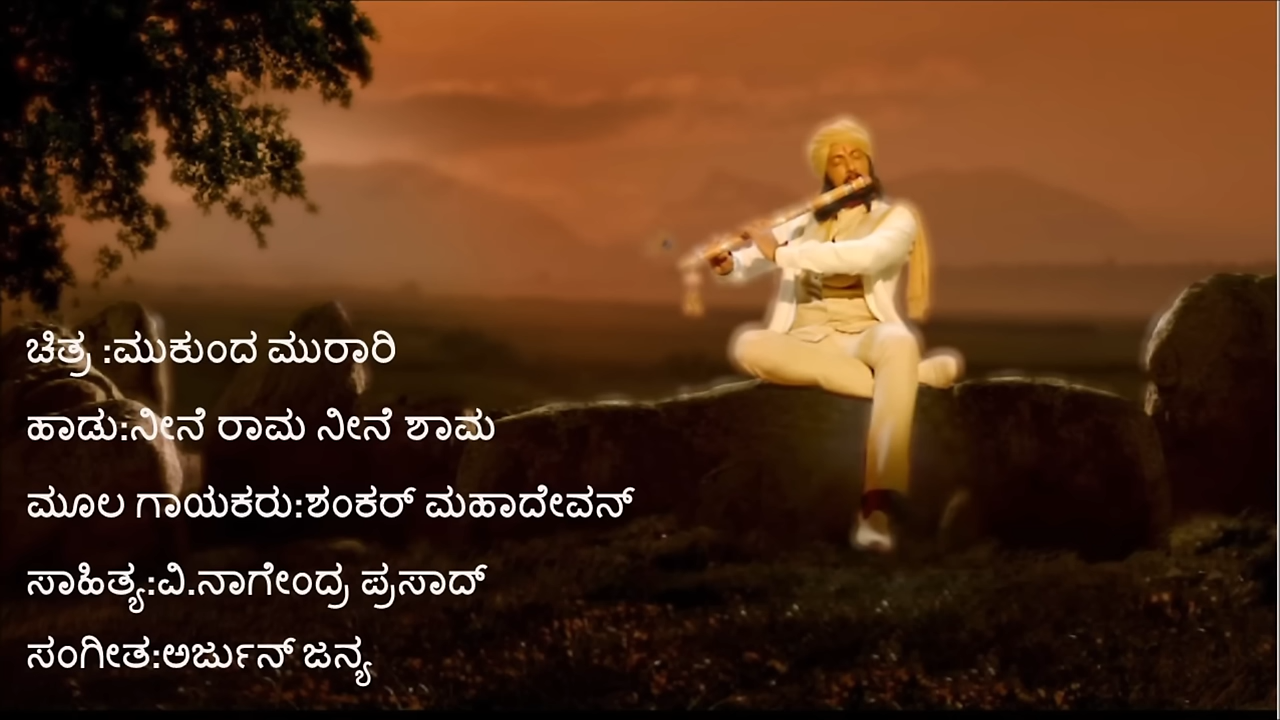 ಚಿತ್ರ :ಮುಕುಂದ ಮುರಾರಿ
ಹಾಡು:ನೀನೆ ರಾಮ ನೀನೆ ಶಾಮ
ಮೂಲ ಗಾಯಕರು:ಶಂಕರ್ ಮಹಾದೇವನ್
ಸಾಹಿತ್ಯ:ವಿ.ನಾಗೇಂದ್ರ ಪ್ರಸಾದ್
ಸಂಗೀತ:ಅರ್ಜುನ್ ಜನ್ಯ